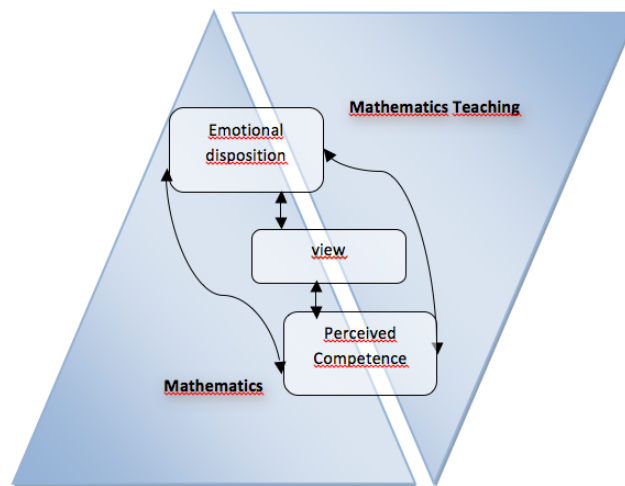 Mathematics Teaching
Emotional
disposition
view
Perceived
Competence
Mathematics